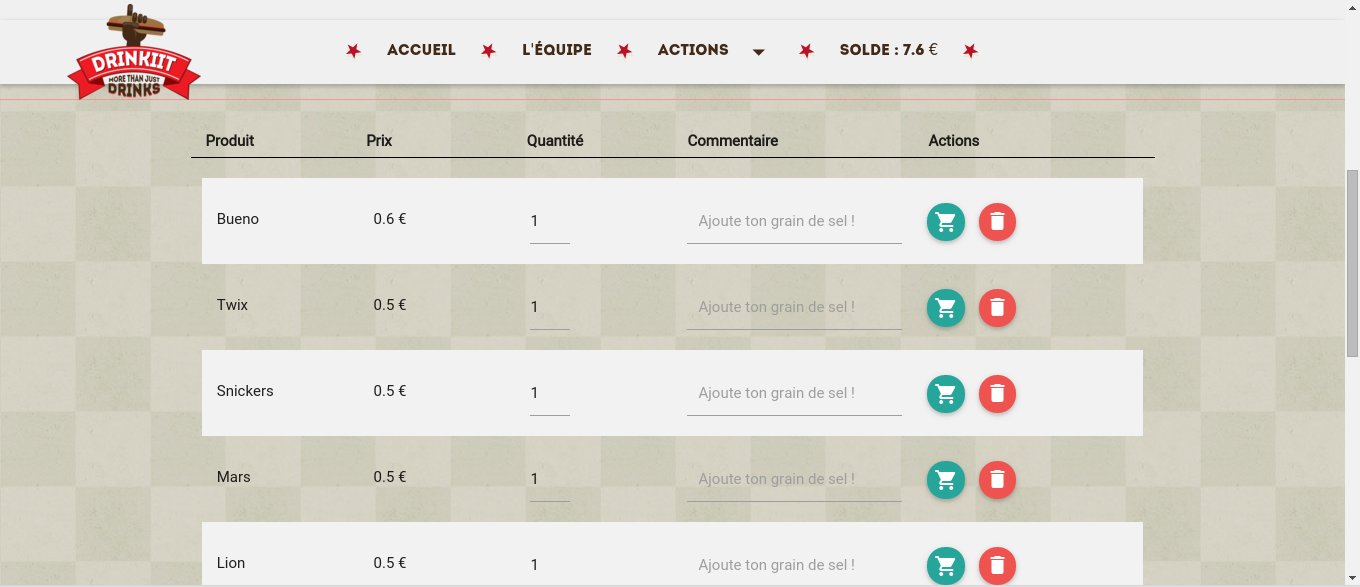 DRINKIIT
MORE THAN JUST
DRINKS
ACCUEIL L'ÉQUIPE ACTIONS SOLDE : 7.6 €
Produit Prix Quantité Commentaire Actions
Bueno 0.6 € 1 Ajoute ton grain de sel !
Twix 0.5 € 1 Ajoute ton grain de sel !
Snickers 0.5 € 1 Ajoute ton grain de sel !
Mars 0.5 € 1 Ajoute ton grain de sel !
Lion 0.5 € 1 Ajoute ton grain de sel !